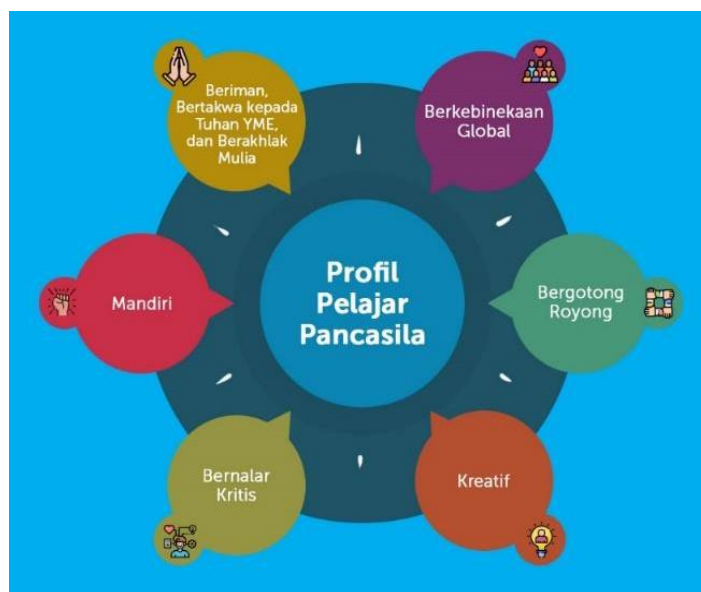 Beriman,
Bertakwa kepada
Tuhan YME,
dan Berakhlak
Mulia
Berkebinekaan
Global
Mandiri
Profil
Pelajar
Pancasila
Bergotong
Royong
Bernalar
Kritis
Kreatif